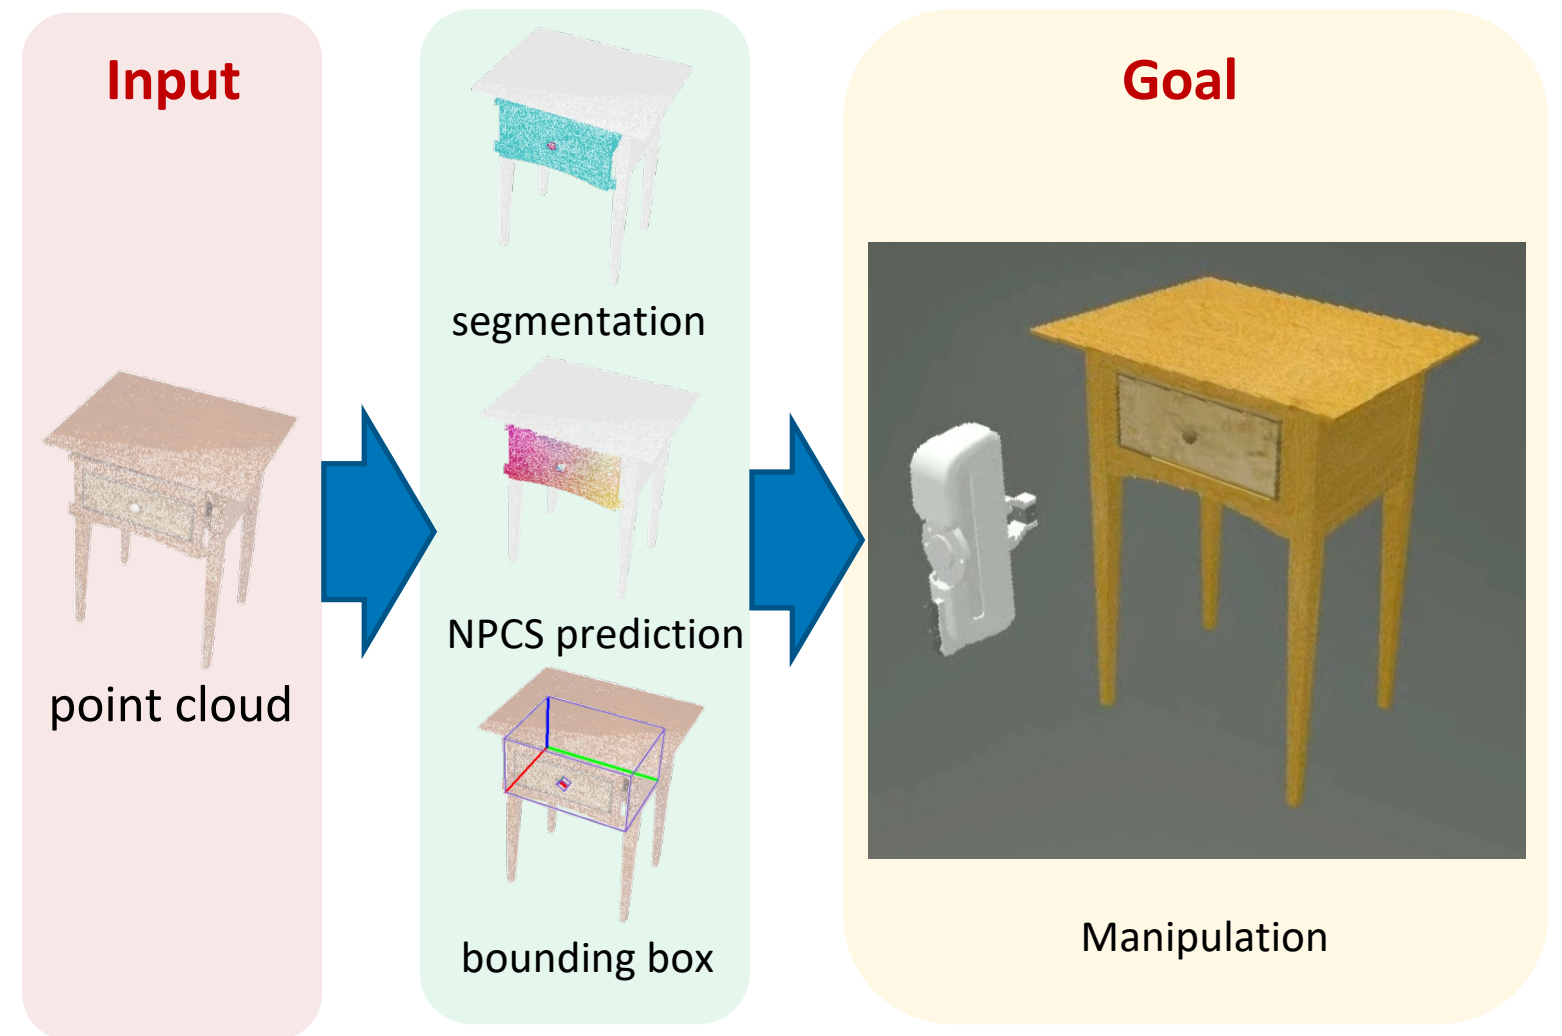 Input
point cloud
segmentation
NPCS prediction
bounding box
Goal
Manipulation